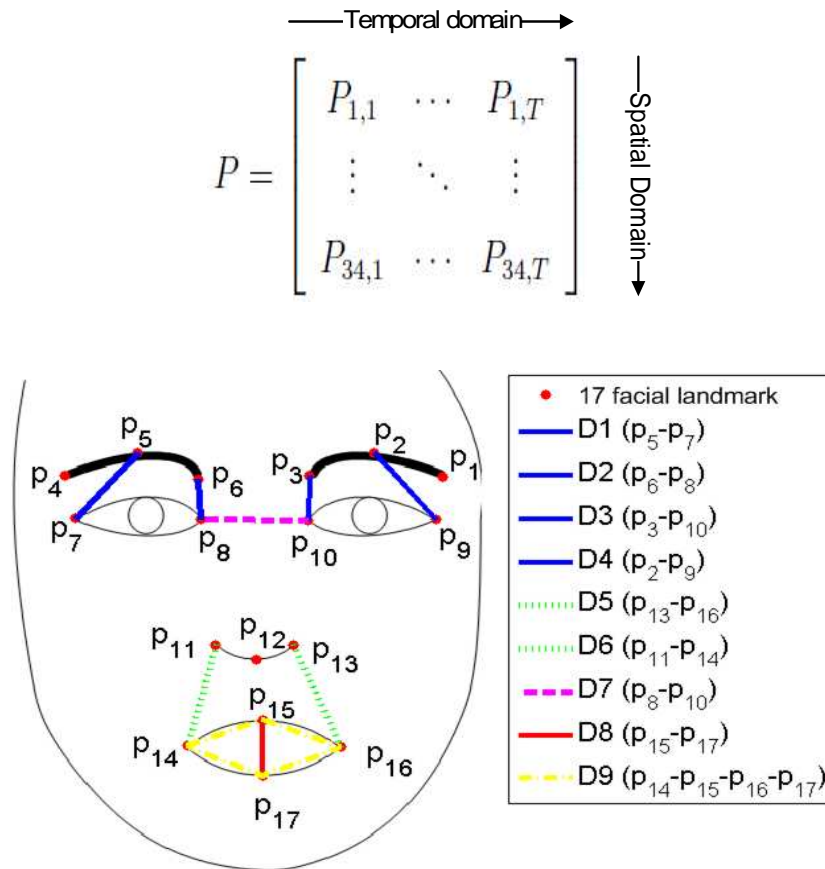 Temporal domain
P = [ P₁,₁ ⋯ P₁,T
⋮ ⋱ ⋮
P₃₄,₁ ⋯ P₃₄,T ]
Spatial Domain
p₅
p₂
p₄
p₆
p₃
p₁
p₇
p₈
p₁₀
p₉
p₁₁
p₁₂
p₁₃
p₁₅
p₁₄
p₁₆
p₁₇
17 facial landmark
D1 (p₅-p₇)
D2 (p₆-p₈)
D3 (p₃-p₁₀)
D4 (p₂-p₉)
D5 (p₁₃-p₁₆)
D6 (p₁₁-p₁₄)
D7 (p₈-p₁₀)
D8 (p₁₅-p₁₇)
D9 (p₁₄-p₁₅-p₁₆-p₁₇)